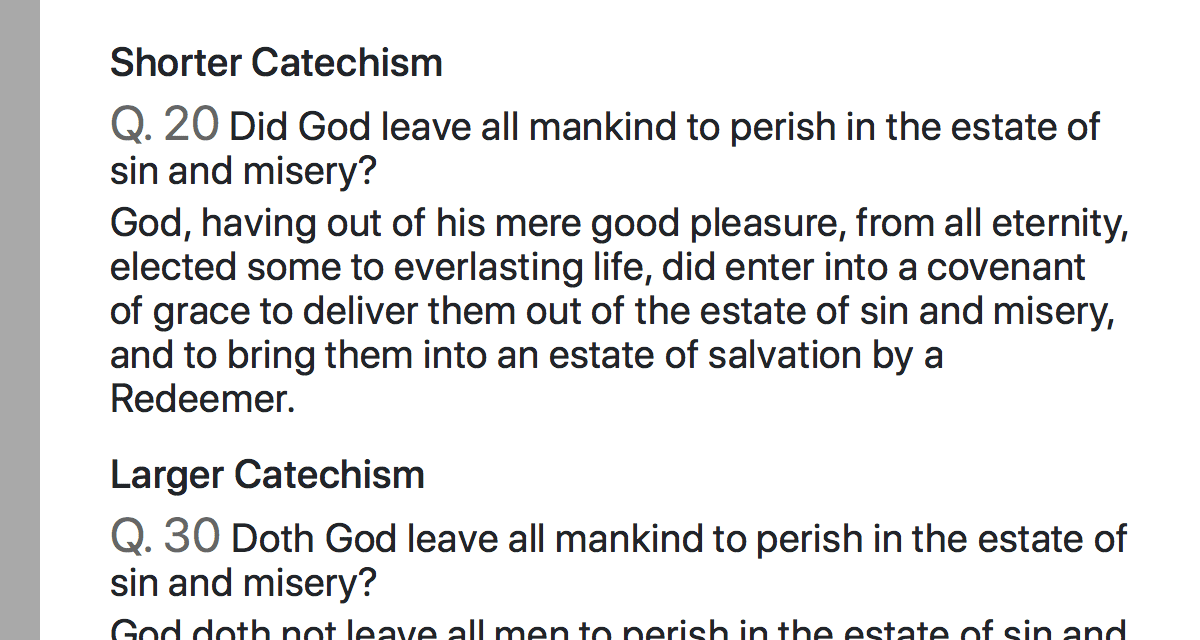 Shorter Catechism
Q. 20 Did God leave all mankind to perish in the estate of
sin and misery?
God, having out of his mere good pleasure, from all eternity,
elected some to everlasting life, did enter into a covenant
of grace to deliver them out of the estate of sin and misery,
and to bring them into an estate of salvation by a
Redeemer.
Larger Catechism
Q. 30 Doth God leave all mankind to perish in the estate of
sin and misery?
God doth not leave all men to perish in the estate of sin and